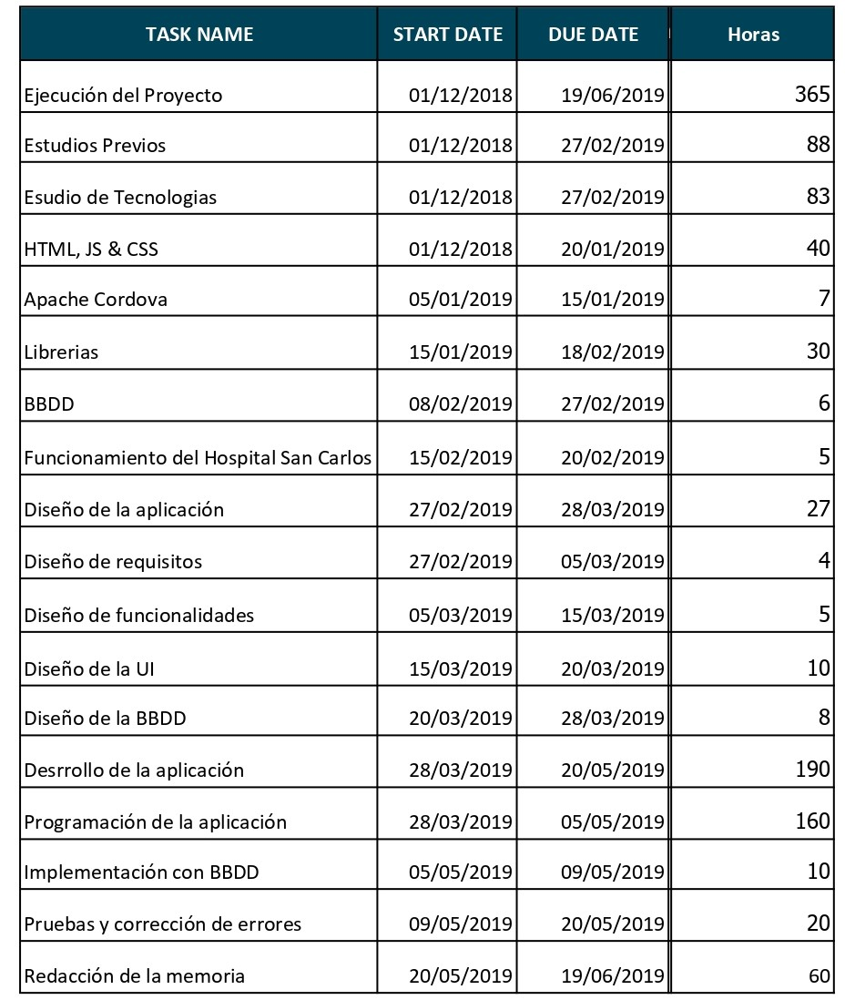 TASK NAME START DATE DUE DATE Horas
Ejecución del Proyecto 01/12/2018 19/06/2019 365
Estudios Previos 01/12/2018 27/02/2019 88
Esudio de Tecnologias 01/12/2018 27/02/2019 83
HTML, JS & CSS 01/12/2018 20/01/2019 40
Apache Cordova 05/01/2019 15/01/2019 7
Librerias 15/01/2019 18/02/2019 30
BBDD 08/02/2019 27/02/2019 6
Funcionamiento del Hospital San Carlos 15/02/2019 20/02/2019 5
Diseño de la aplicación 27/02/2019 28/03/2019 27
Diseño de requisitos 27/02/2019 05/03/2019 4
Diseño de funcionalidades 05/03/2019 15/03/2019 5
Diseño de la UI 15/03/2019 20/03/2019 10
Diseño de la BBDD 20/03/2019 28/03/2019 8
Desrrollo de la aplicación 28/03/2019 20/05/2019 190
Programación de la aplicación 28/03/2019 05/05/2019 160
Implementación con BBDD 05/05/2019 09/05/2019 10
Pruebas y corrección de errores 09/05/2019 20/05/2019 20
Redacción de la memoria 20/05/2019 19/06/2019 60